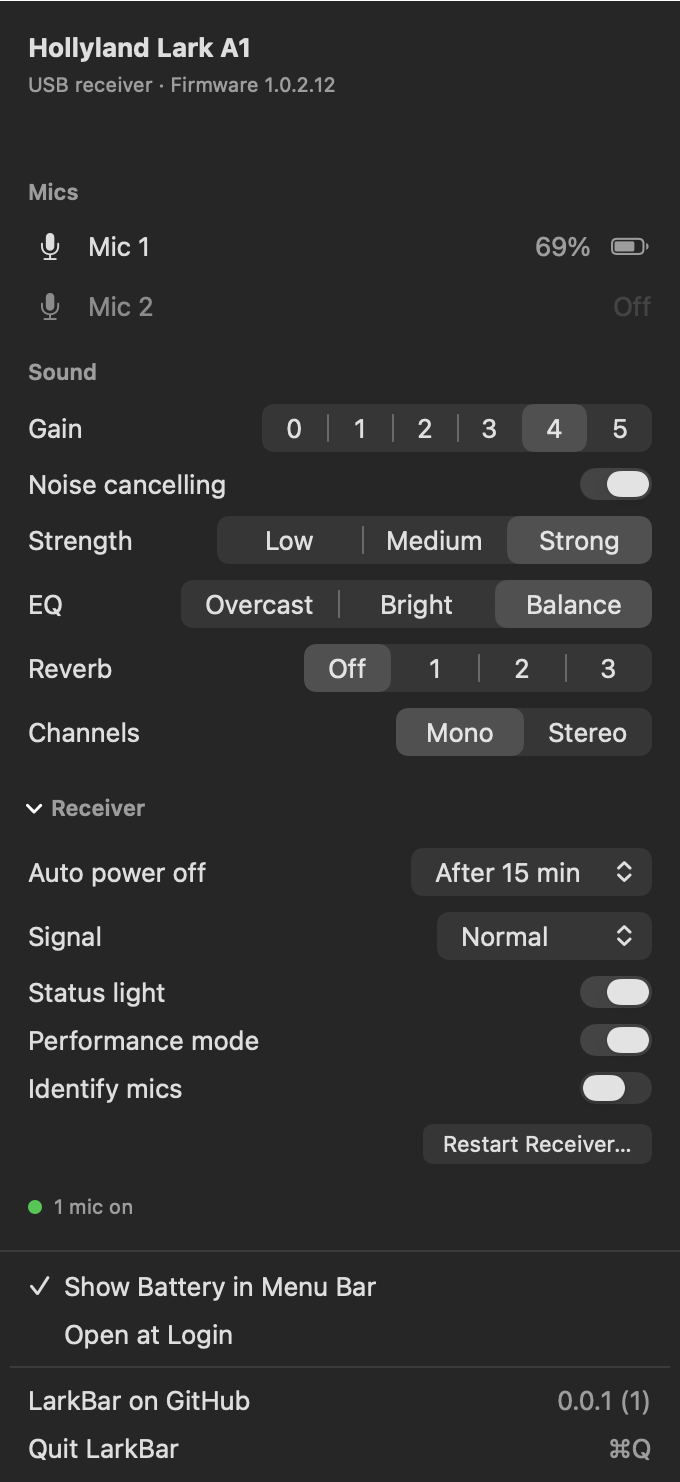 Hollyland Lark A1
USB receiver · Firmware 1.0.2.12
Mics
Mic 1 69%
Mic 2 Off
Sound
Gain 0 1 2 3 4 5
Noise cancelling
Strength Low Medium Strong
EQ Overcast Bright Balance
Reverb Off 1 2 3
Channels Mono Stereo
Receiver
Auto power off After 15 min
Signal Normal
Status light
Performance mode
Identify mics
Restart Receiver...
1 mic on
✓ Show Battery in Menu Bar
Open at Login
LarkBar on GitHub 0.0.1 (1)
Quit LarkBar ⌘Q